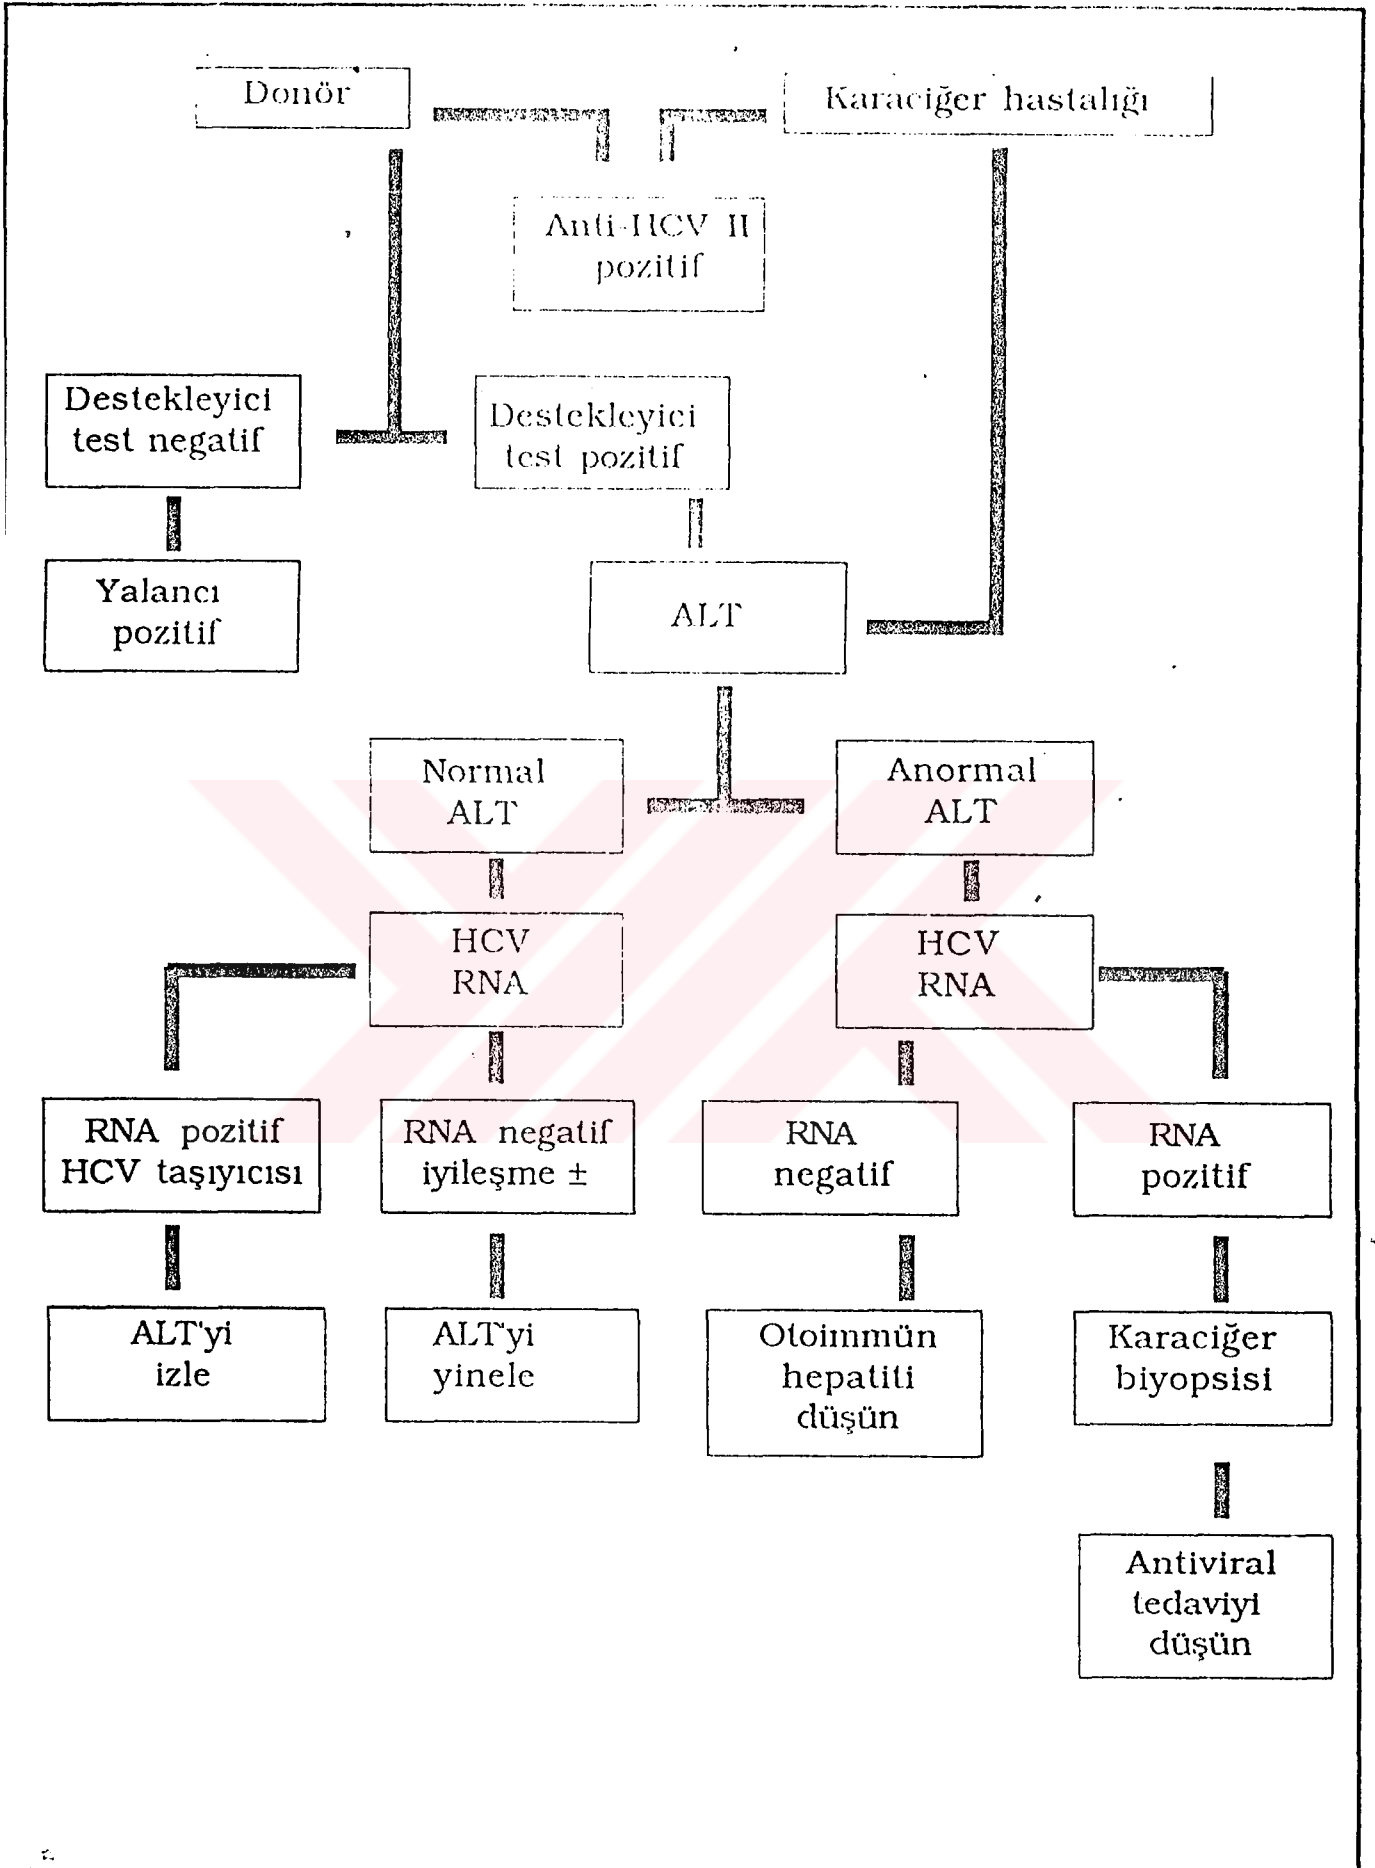 Donör
Karaciğer hastalığı
Anti-HCV II
pozitif
Destekleyici
test negatif
Destekleyici
test pozitif
Yalancı
pozitif
ALT
Normal
ALT
Anormal
ALT
HCV
RNA
HCV
RNA
RNA pozitif
HCV taşıyıcısı
RNA negatif
iyileşme ±
RNA
negatif
RNA
pozitif
ALT'yi
izle
ALT'yi
yinele
Otoimmün
hepatiti
düşün
Karaciğer
biyopsisi
Antiviral
tedaviyi
düşün